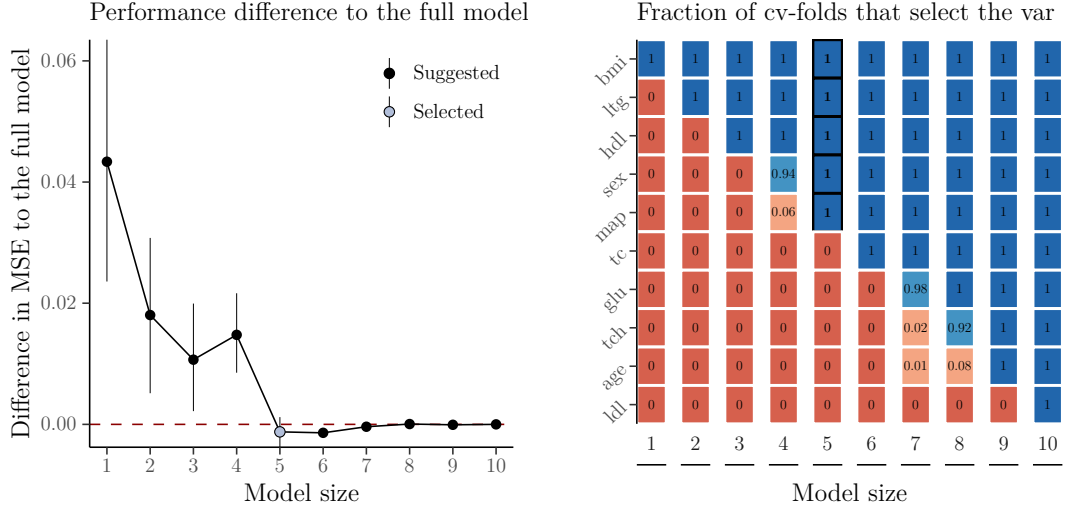 Performance difference to the full model
Difference in MSE to the full model
0.06
0.04
0.02
0.00
Suggested
Selected
1 2 3 4 5 6 7 8 9 10
Model size
Fraction of cv-folds that select the var
bmi 1 1 1 1 1 1 1 1 1 1
ltg 0 1 1 1 1 1 1 1 1 1
hdl 0 0 1 1 1 1 1 1 1 1
sex 0 0 0 0.94 1 1 1 1 1 1
map 0 0 0 0.06 1 1 1 1 1 1
tc 0 0 0 0 0 1 1 1 1 1
glu 0 0 0 0 0 0 0.98 1 1 1
tch 0 0 0 0 0 0 0.02 0.92 1 1
age 0 0 0 0 0 0 0.01 0.08 1 1
ldl 0 0 0 0 0 0 0 0 0 1
1 2 3 4 5 6 7 8 9 10
Model size